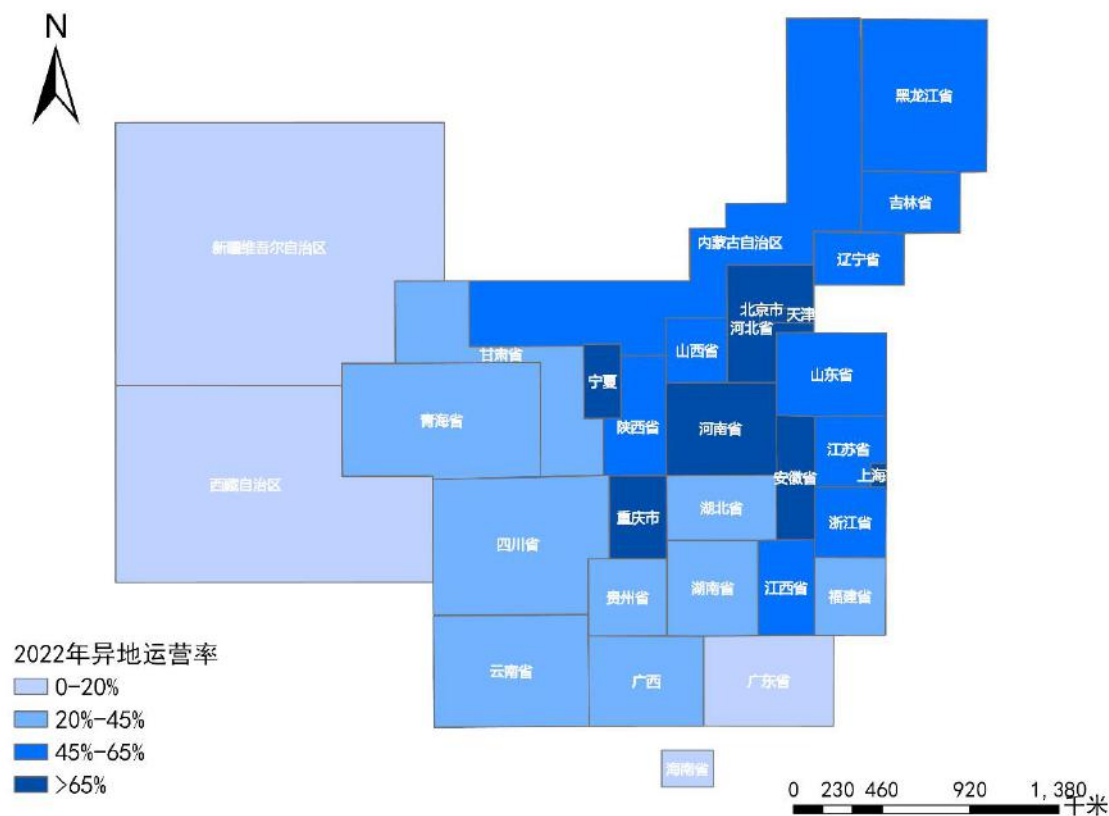 N
黑龙江省
吉林省
新疆维吾尔自治区
内蒙古自治区
辽宁省
北京市
天津
河北省
山西省
甘肃省
山东省
宁夏
青海省
陕西省
河南省
江苏省
上海
西藏自治区
安徽省
湖北省
重庆市
浙江省
四川省
贵州省
湖南省
江西省
福建省
云南省
广西
广东省
海南省
2022年异地运营率
0-20%
20%-45%
45%-65%
>65%
0 230 460 920 1,380
千米